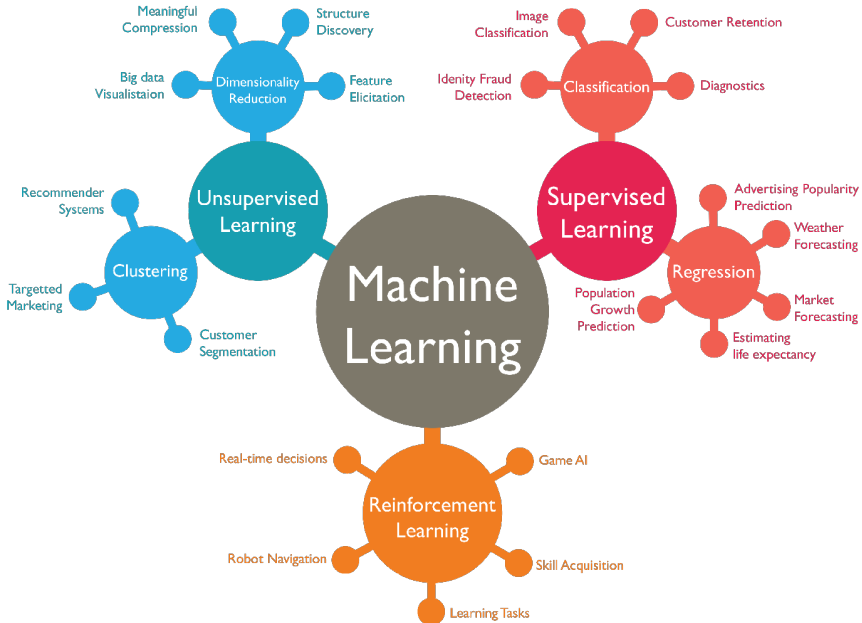 Meaningful
Compression
Structure
Discovery
Big data
Visualistaion
Dimensionality
Reduction
Feature
Elicitation
Recommender
Systems
Unsupervised
Learning
Clustering
Targetted
Marketing
Customer
Segmentation
Machine
Learning
Image
Classification
Customer Retention
Idenity Fraud
Detection
Classification
Diagnostics
Supervised
Learning
Advertising Popularity
Prediction
Weather
Forecasting
Regression
Population
Growth
Prediction
Market
Forecasting
Estimating
life expectancy
Real-time decisions
Game AI
Reinforcement
Learning
Robot Navigation
Skill Acquisition
Learning Tasks